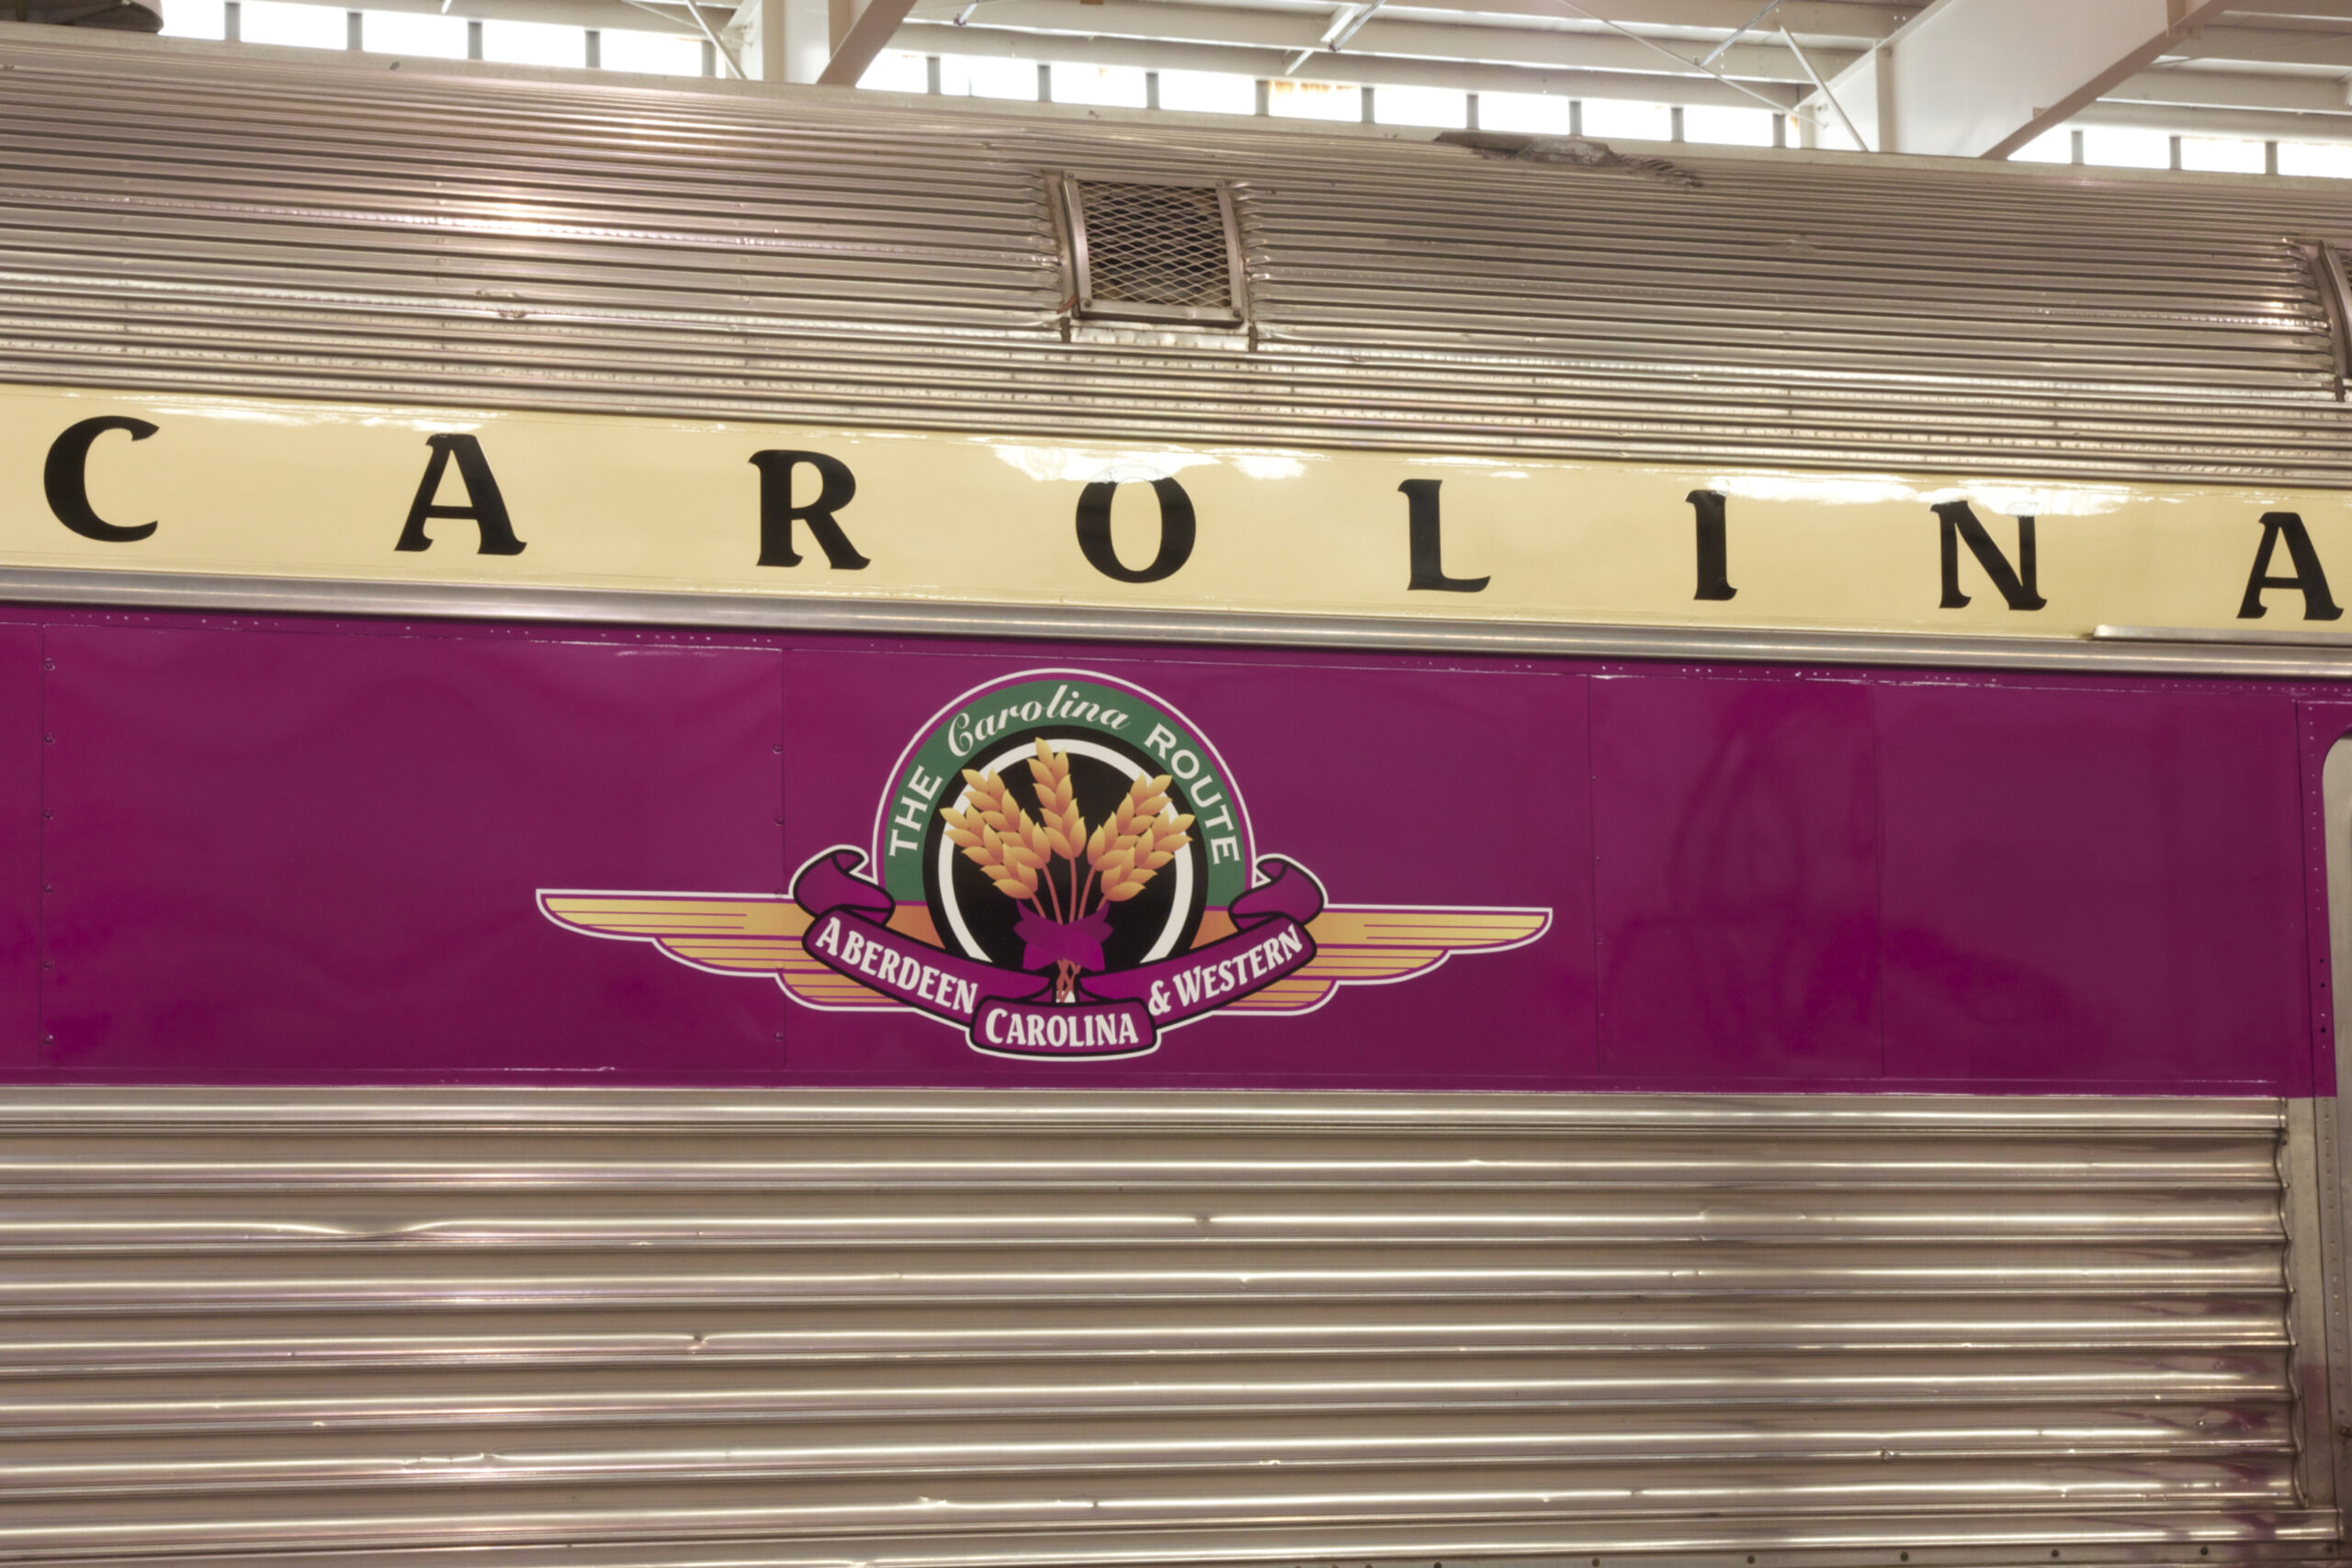 CAROLINA
THE Carolina ROUTE
ABERDEEN
CAROLINA
& WESTERN